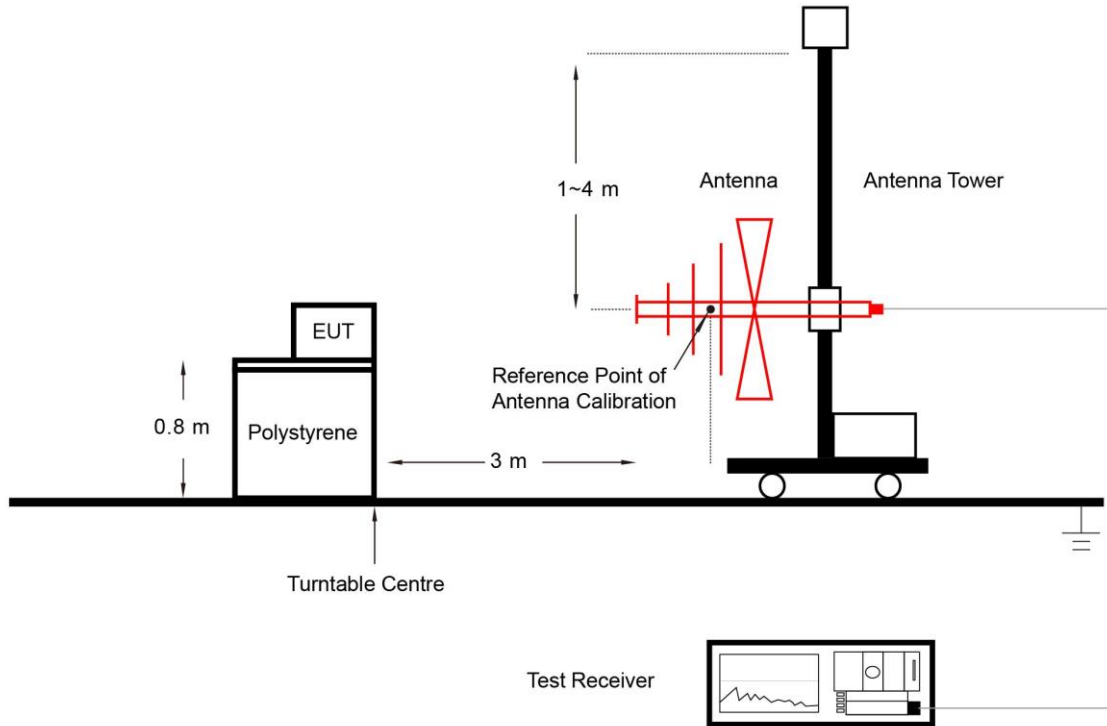 1~4 m
Antenna
Antenna Tower
EUT
Reference Point of
Antenna Calibration
0.8 m
Polystyrene
3 m
Turntable Centre
Test Receiver